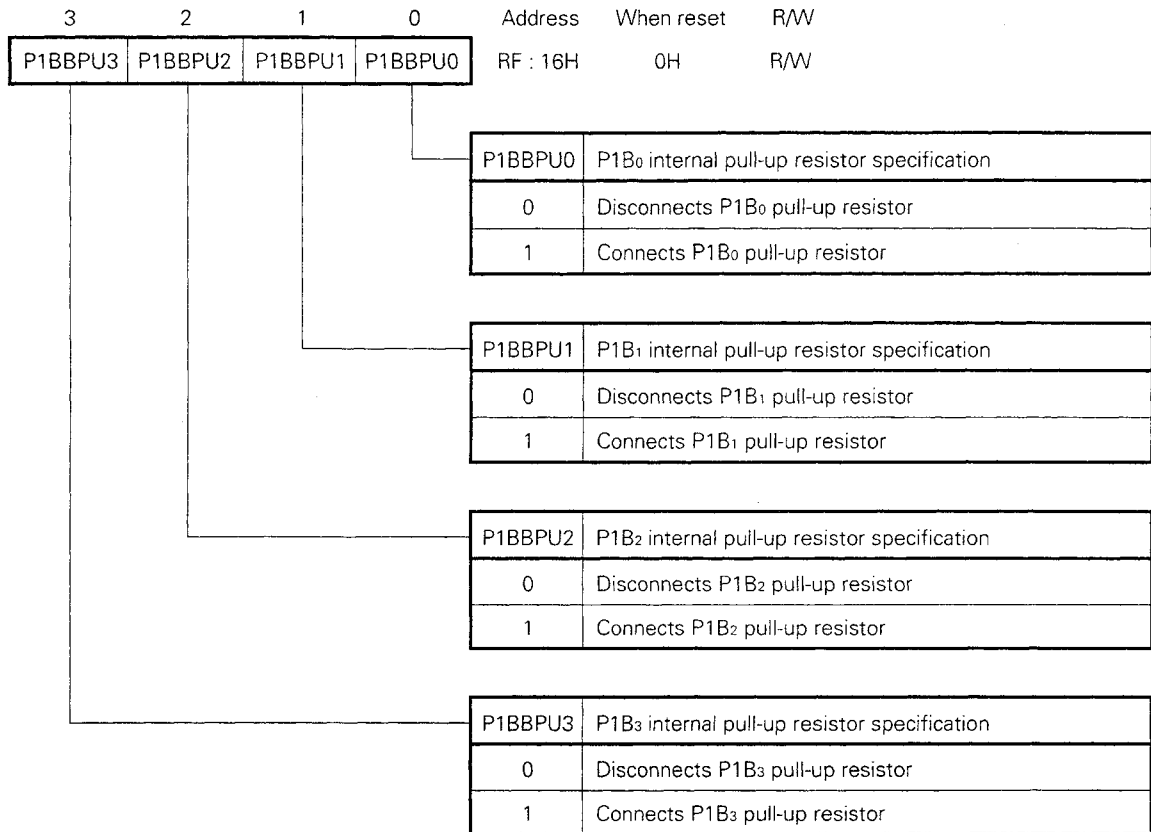 3 2 1 0 Address When reset R/W
P1BBPU3 P1BBPU2 P1BBPU1 P1BBPU0 RF : 16H 0H R/W
P1BBPU0 P1B₀ internal pull-up resistor specification
0 Disconnects P1B₀ pull-up resistor
1 Connects P1B₀ pull-up resistor
P1BBPU1 P1B₁ internal pull-up resistor specification
0 Disconnects P1B₁ pull-up resistor
1 Connects P1B₁ pull-up resistor
P1BBPU2 P1B₂ internal pull-up resistor specification
0 Disconnects P1B₂ pull-up resistor
1 Connects P1B₂ pull-up resistor
P1BBPU3 P1B₃ internal pull-up resistor specification
0 Disconnects P1B₃ pull-up resistor
1 Connects P1B₃ pull-up resistor